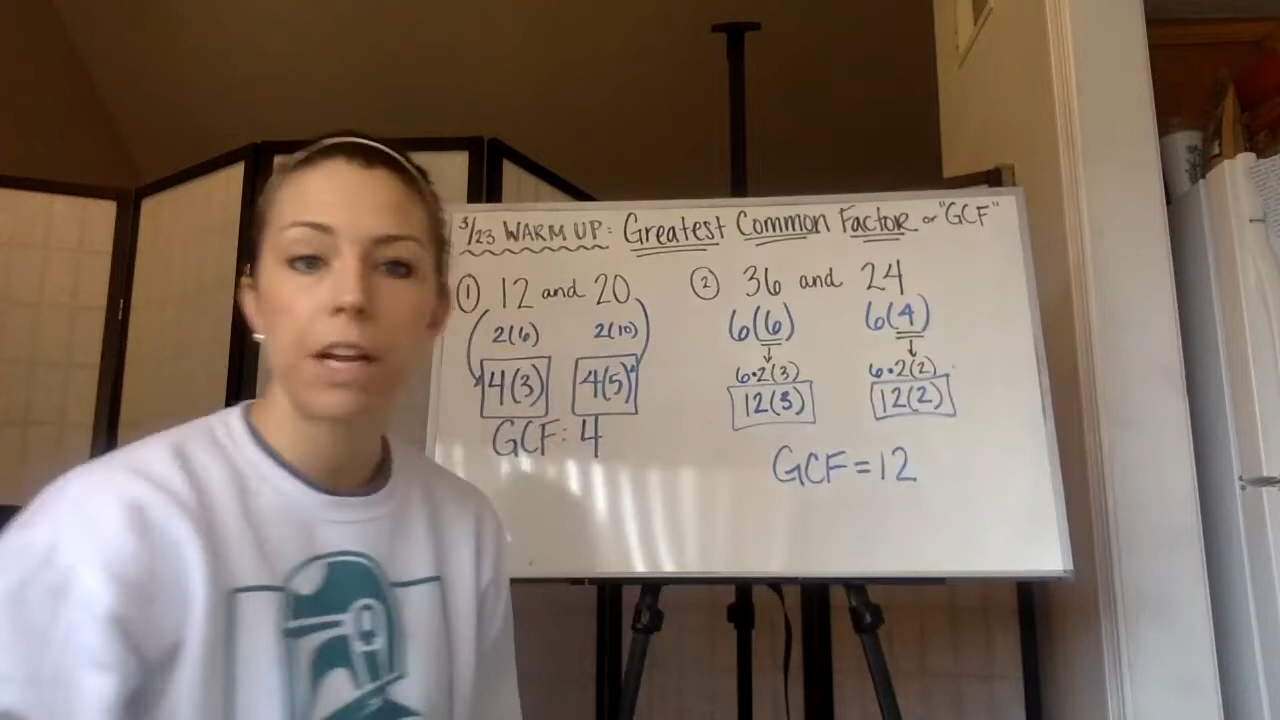 3/23 WARM UP: Greatest Common Factor or "GCF"
① 12 and 20
2(6) 2(10)
4(3) 4(5)
GCF: 4
② 36 and 24
6(6) 6(4)
6•2(3) 6•2(2)
12(3) 12(2)
GCF=12